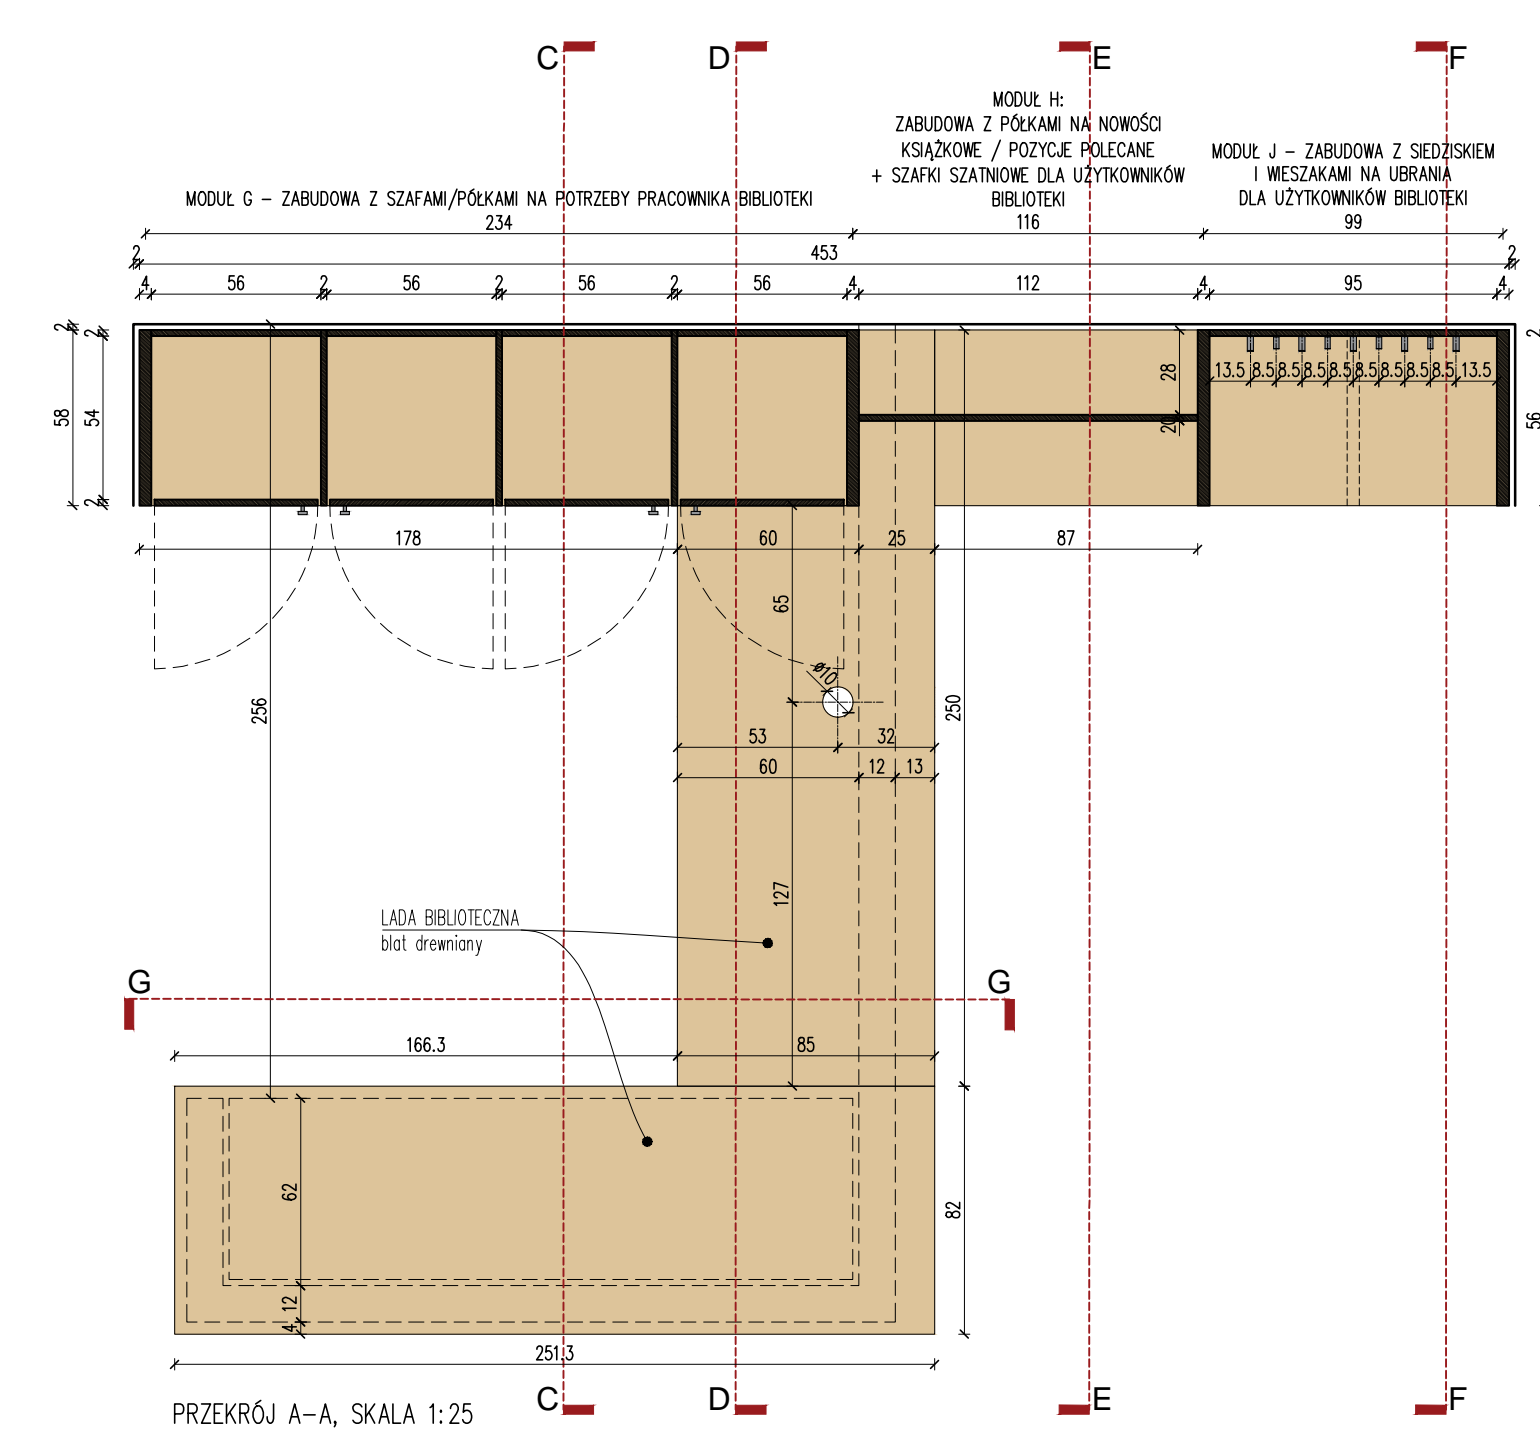 C
D
E
F
MODUŁ H:
ZABUDOWA Z PÓŁKAMI NA NOWOŚCI
KSIĄŻKOWE / POZYCJE POLECANE
+ SZAFKI SZATNIOWE DLA UŻYTKOWNIKÓW
BIBLIOTEKI
MODUŁ J – ZABUDOWA Z SIEDZISKIEM
I WIESZAKAMI NA UBRANIA
DLA UŻYTKOWNIKÓW BIBLIOTEKI
MODUŁ G – ZABUDOWA Z SZAFAMI/PÓŁKAMI NA POTRZEBY PRACOWNIKA BIBLIOTEKI
234
116
99
2
453
2
4
56
2
56
2
56
2
56
4
112
4
95
4
2
2
58
54
2
28
20
13.5
8.5
8.5
8.5
8.5
8.5
8.5
8.5
8.5
13.5
2
56
178
60
25
87
65
ø10
256
250
53
32
60
12
13
127
LADA BIBLIOTECZNA
blat drewniany
G
G
166.3
85
62
12
4
82
251.3
PRZEKRÓJ A–A, SKALA 1:25
C
D
E
F